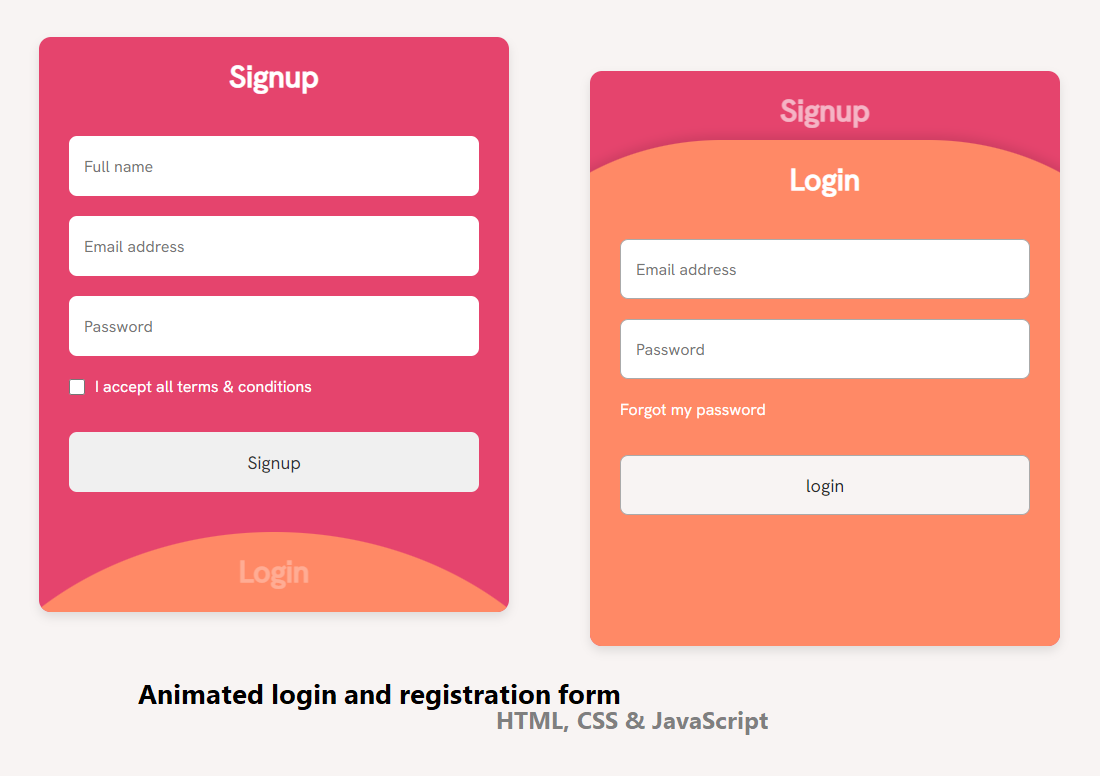 Signup
Full name
Email address
Password
I accept all terms & conditions
Signup
Login
Signup
Login
Email address
Password
Forgot my password
login
Animated login and registration form
HTML, CSS & JavaScript